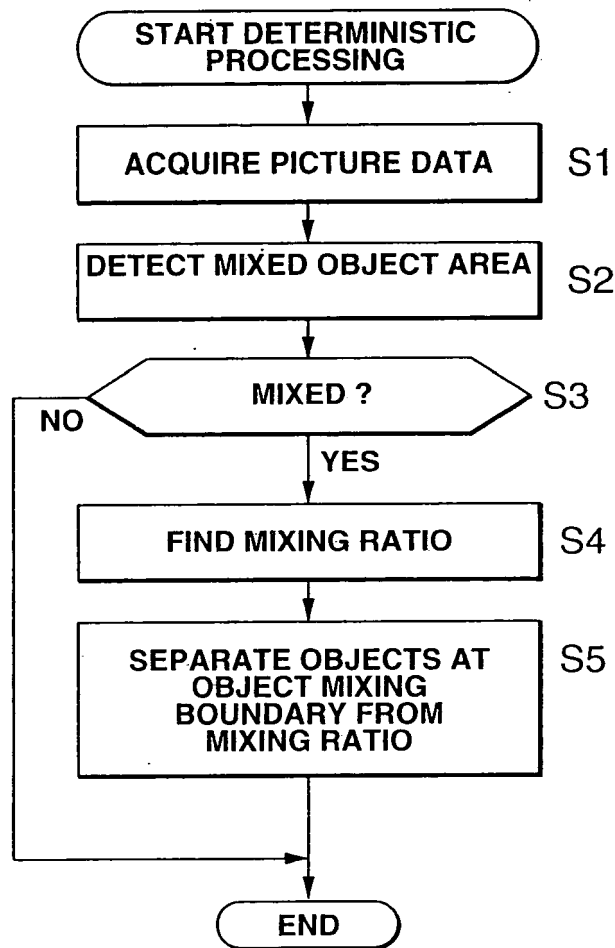 START DETERMINISTIC
PROCESSING
ACQUIRE PICTURE DATA
S1
DETECT MIXED OBJECT AREA
S2
MIXED ?
S3
NO
YES
FIND MIXING RATIO
S4
SEPARATE OBJECTS AT
OBJECT MIXING
BOUNDARY FROM
MIXING RATIO
S5
END